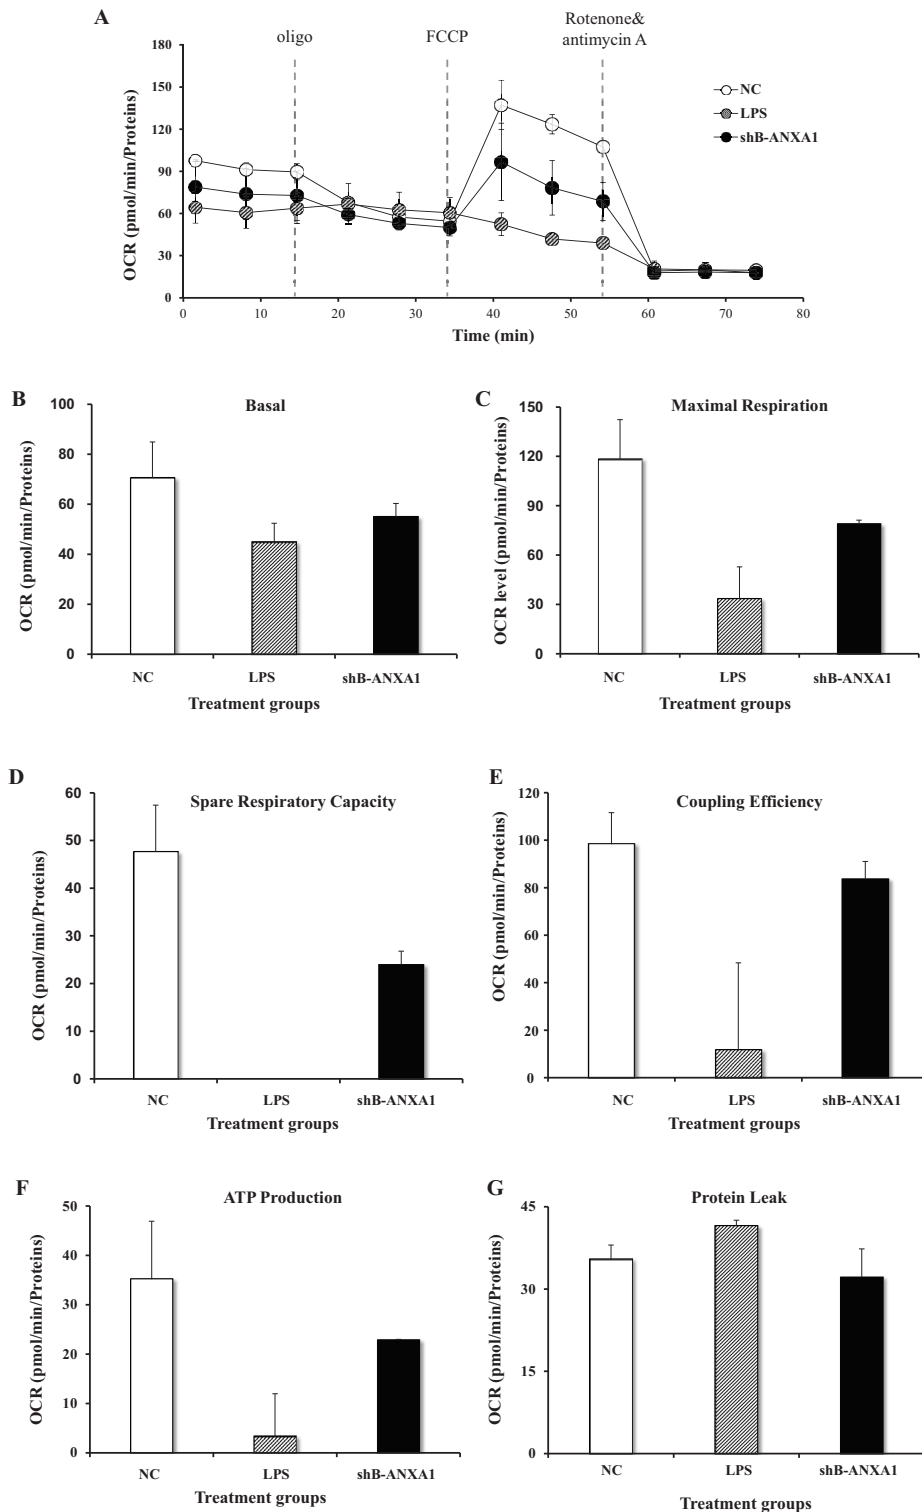 A
oligo
FCCP
Rotenone&
antimycin A
180
150
120
90
60
30
0
OCR (pmol/min/Proteins)
NC
LPS
shB-ANXA1
0 10 20 30 40 50 60 70 80
Time (min)
B
Basal
100
80
60
40
20
0
OCR (pmol/min/Proteins)
NC LPS shB-ANXA1
Treatment groups
C
Maximal Respiration
150
120
90
60
30
0
OCR level (pmol/min/Proteins)
NC LPS shB-ANXA1
Treatment groups
D
Spare Respiratory Capacity
60
50
40
30
20
10
0
OCR (pmol/min/Proteins)
NC LPS shB-ANXA1
Treatment groups
E
Coupling Efficiency
120
100
80
60
40
20
0
OCR (pmol/min/Proteins)
NC LPS shB-ANXA1
Treatment groups
F
ATP Production
50
40
30
20
10
0
OCR (pmol/min/Proteins)
NC LPS shB-ANXA1
Treatment groups
G
Protein Leak
45
30
15
0
OCR (pmol/min/Proteins)
NC LPS shB-ANXA1
Treatment groups